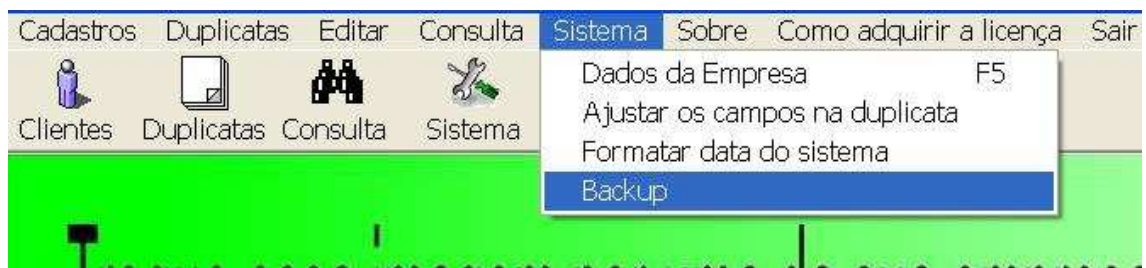 Cadastros Duplicatas Editar Consulta Sistema Sobre Como adquirir a licença Sair
Clientes Duplicatas Consulta Sistema
Dados da Empresa F5
Ajustar os campos na duplicata
Formatar data do sistema
Backup